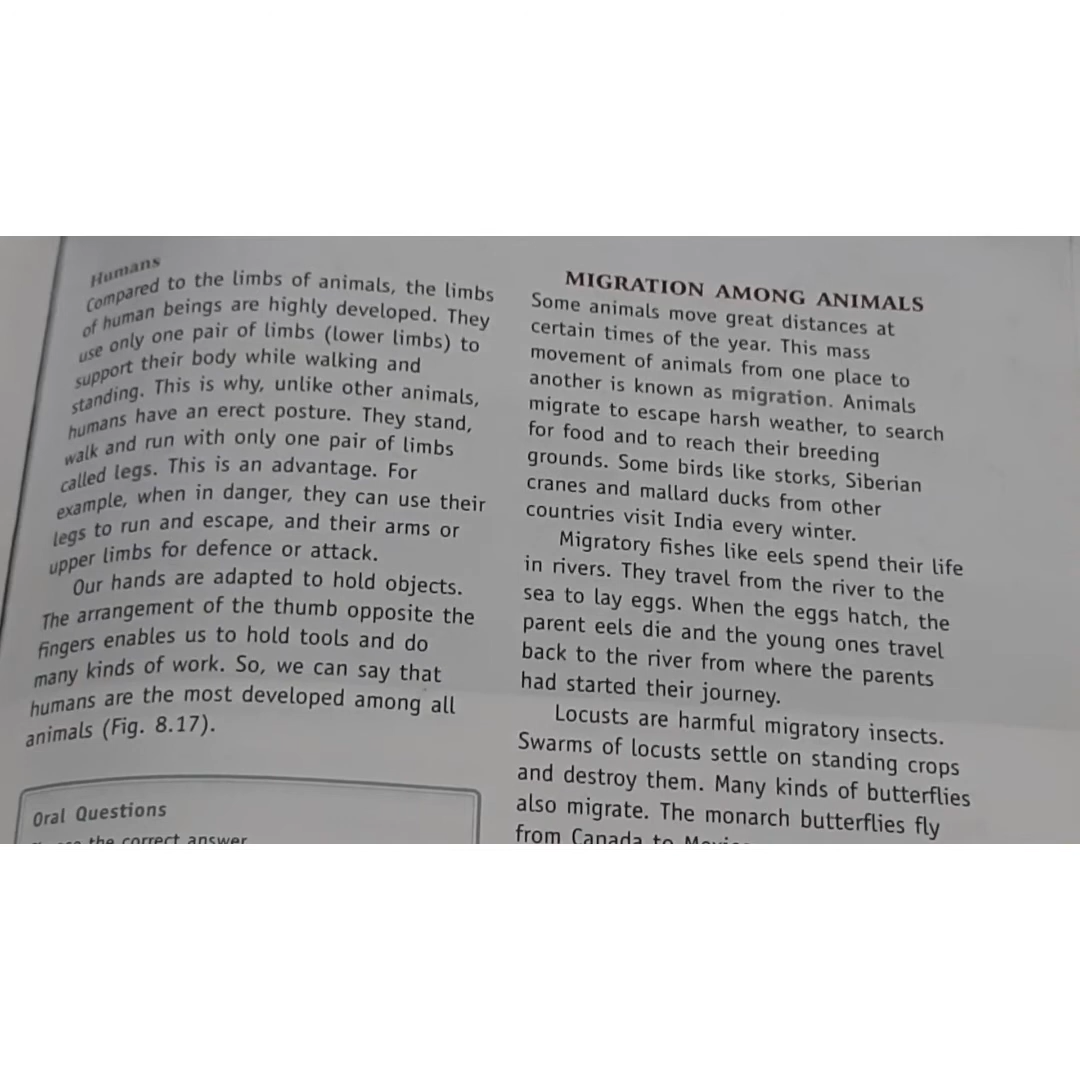 Humans
Compared to the limbs of animals, the limbs
of human beings are highly developed. They
use only one pair of limbs (lower limbs) to
support their body while walking and
standing. This is why, unlike other animals,
humans have an erect posture. They stand,
walk and run with only one pair of limbs
called legs. This is an advantage. For
example, when in danger, they can use their
legs to run and escape, and their arms or
upper limbs for defence or attack.
Our hands are adapted to hold objects.
The arrangement of the thumb opposite the
fingers enables us to hold tools and do
many kinds of work. So, we can say that
humans are the most developed among all
animals (Fig. 8.17).
Oral Questions
the correct answer
MIGRATION AMONG ANIMALS
Some animals move great distances at
certain times of the year. This mass
movement of animals from one place to
another is known as migration. Animals
migrate to escape harsh weather, to search
for food and to reach their breeding
grounds. Some birds like storks, Siberian
cranes and mallard ducks from other
countries visit India every winter.
Migratory fishes like eels spend their life
in rivers. They travel from the river to the
sea to lay eggs. When the eggs hatch, the
parent eels die and the young ones travel
back to the river from where the parents
had started their journey.
Locusts are harmful migratory insects.
Swarms of locusts settle on standing crops
and destroy them. Many kinds of butterflies
also migrate. The monarch butterflies fly
from Canada to